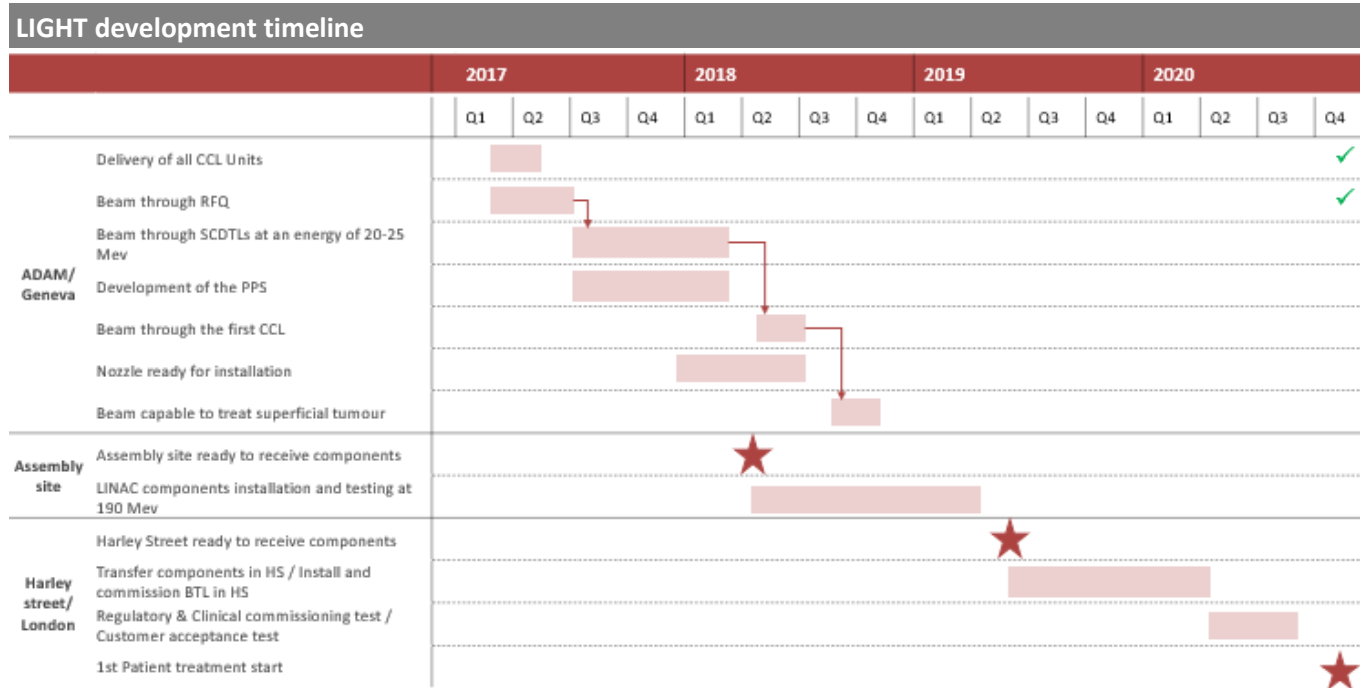 LIGHT development timeline
2017 2018 2019 2020
Q1 Q2 Q3 Q4 Q1 Q2 Q3 Q4 Q1 Q2 Q3 Q4 Q1 Q2 Q3 Q4
ADAM/
Geneva
Delivery of all CCL Units
Beam through RFQ
Beam through SCDTLs at an energy of 20-25
Mev
Development of the PPS
Beam through the first CCL
Nozzle ready for installation
Beam capable to treat superficial tumour
Assembly
site
Assembly site ready to receive components
LINAC components installation and testing at
190 Mev
Harley
street/
London
Harley Street ready to receive components
Transfer components in HS / Install and
commission BTL in HS
Regulatory & Clinical commissioning test /
Customer acceptance test
1st Patient treatment start